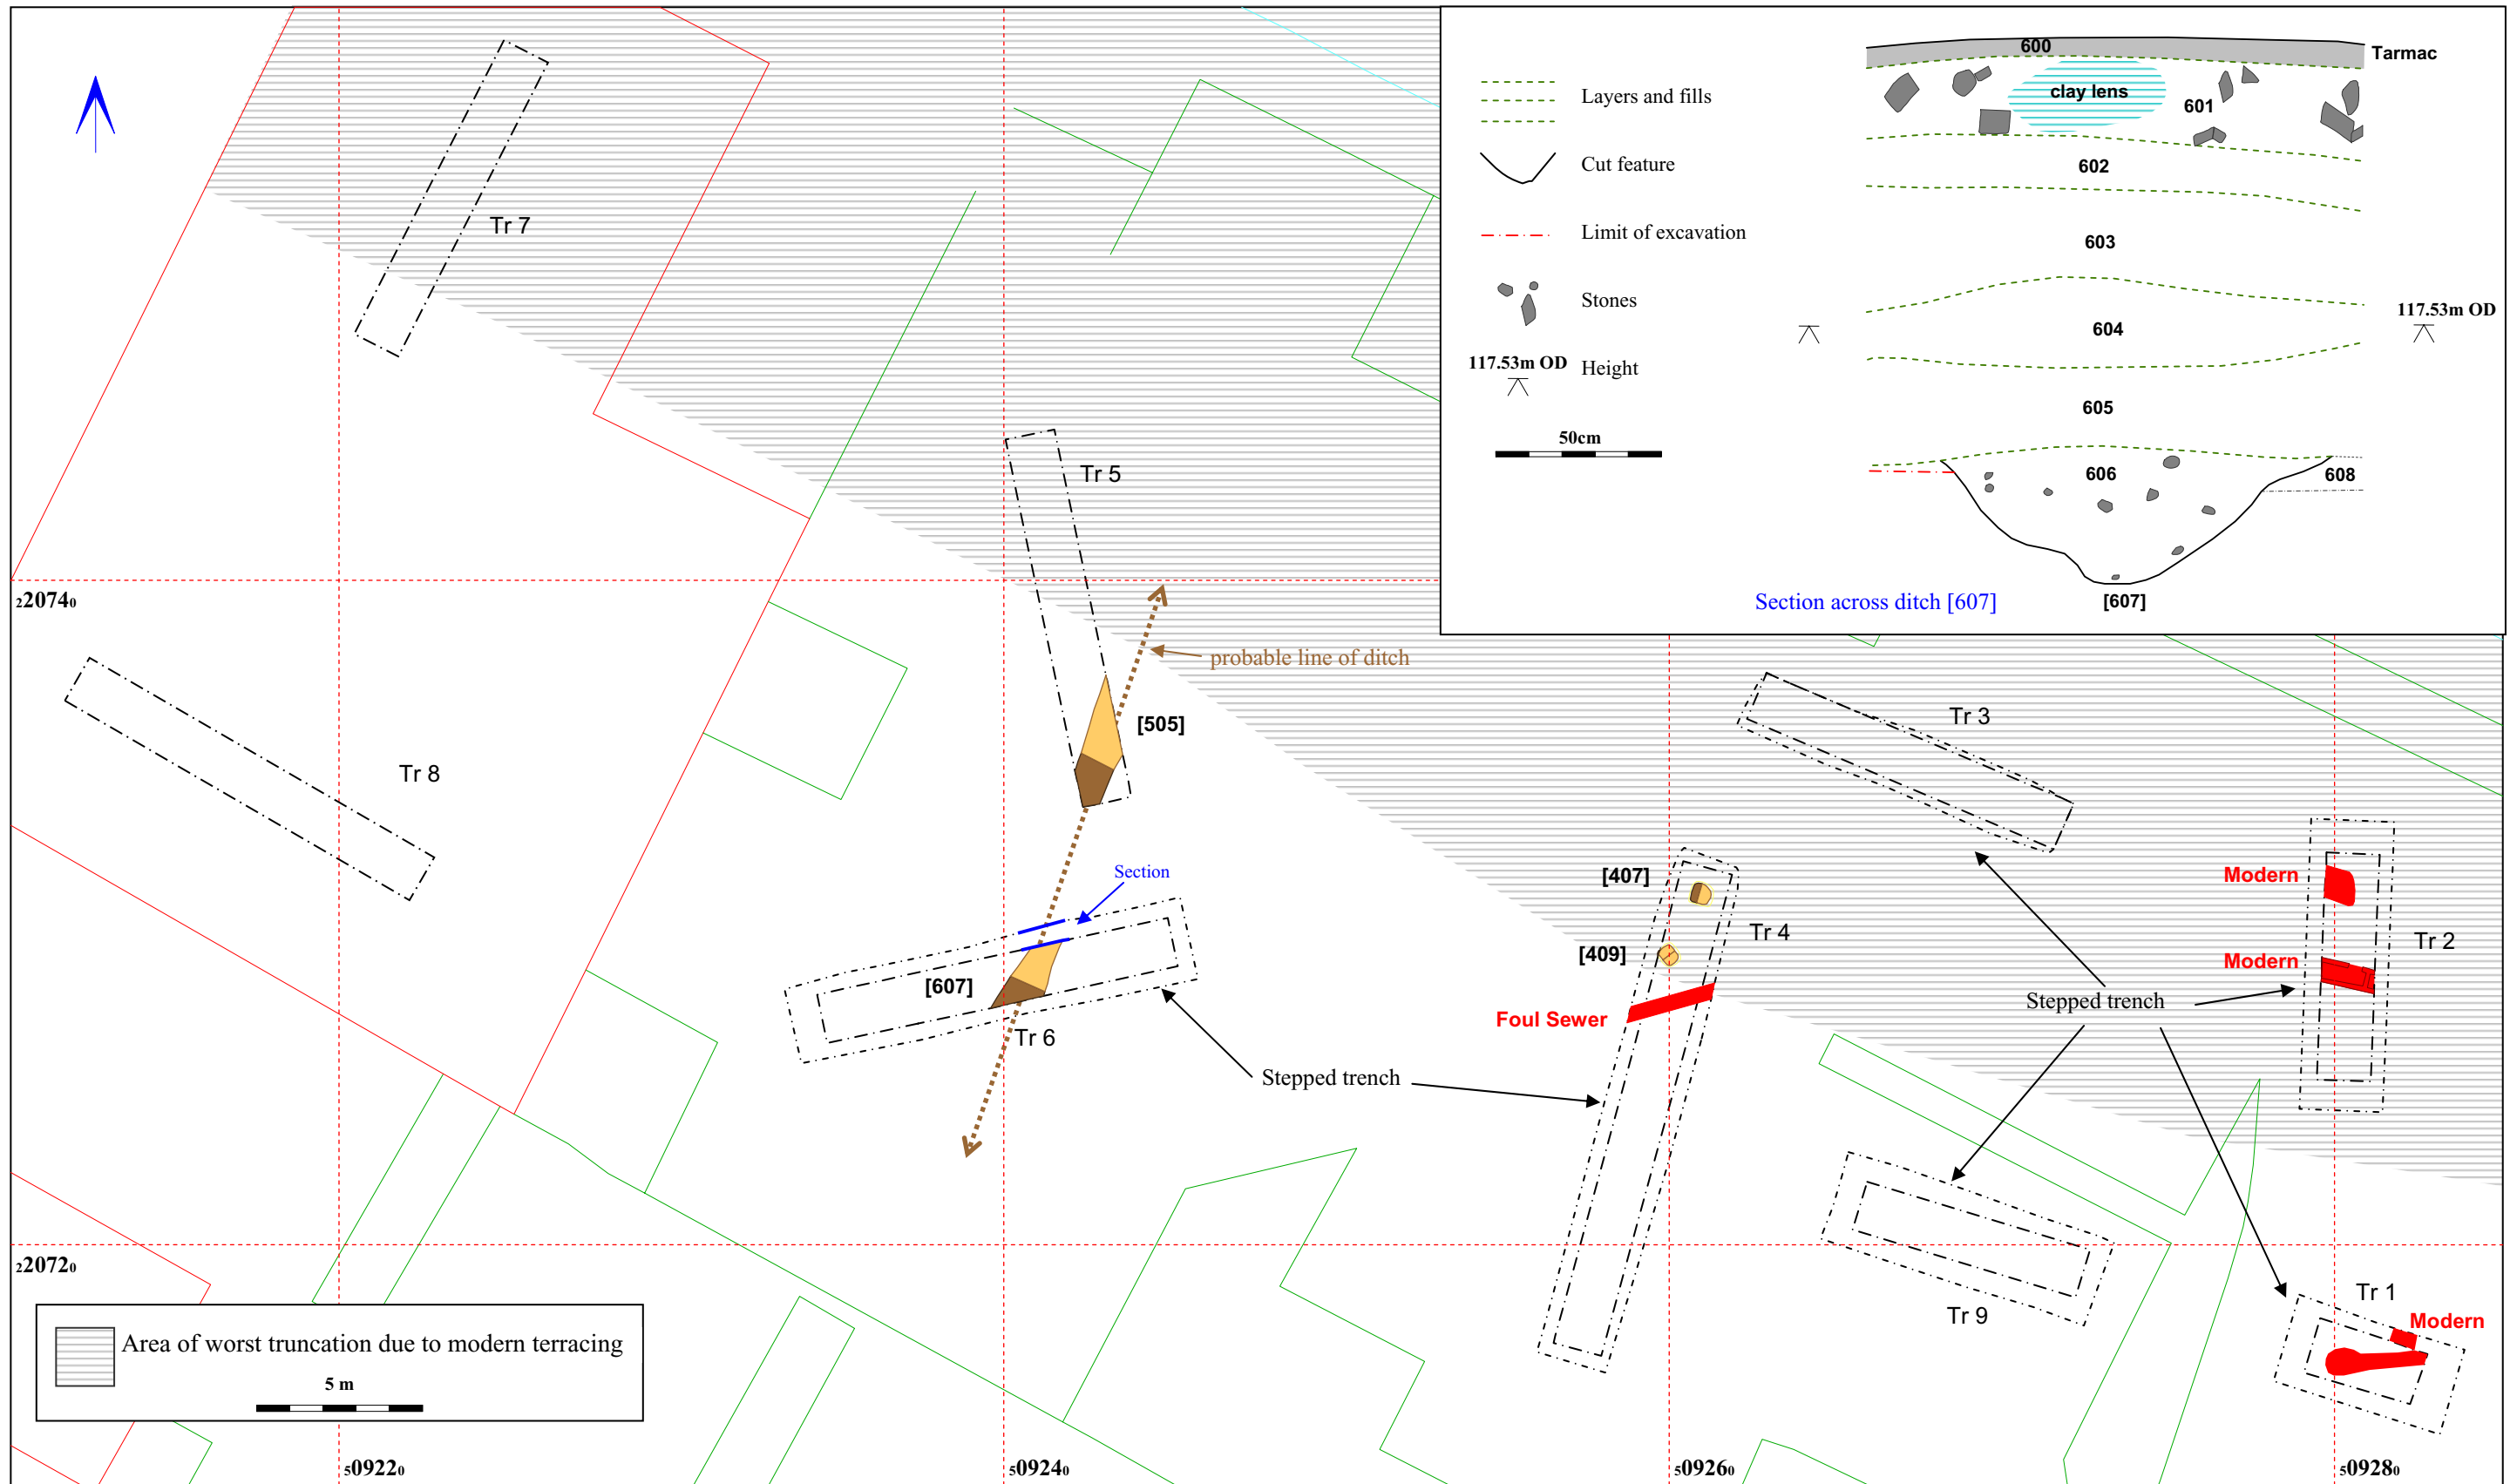 Tr 7
Tr 5
Tr 8
Tr 3
Tr 4
Tr 2
Tr 6
Tr 9
Tr 1
probable line of ditch
[505]
Section
[607]
[407]
[409]
Foul Sewer
Modern
Modern
Modern
Stepped trench
Stepped trench
220740
220720
509220
509240
509260
509280
Area of worst truncation due to modern terracing
5 m
Layers and fills
Cut feature
Limit of excavation
Stones
117.53m OD
Height
50cm
600
Tarmac
clay lens
601
602
603
117.53m OD
604
605
606
608
[607]
Section across ditch [607]